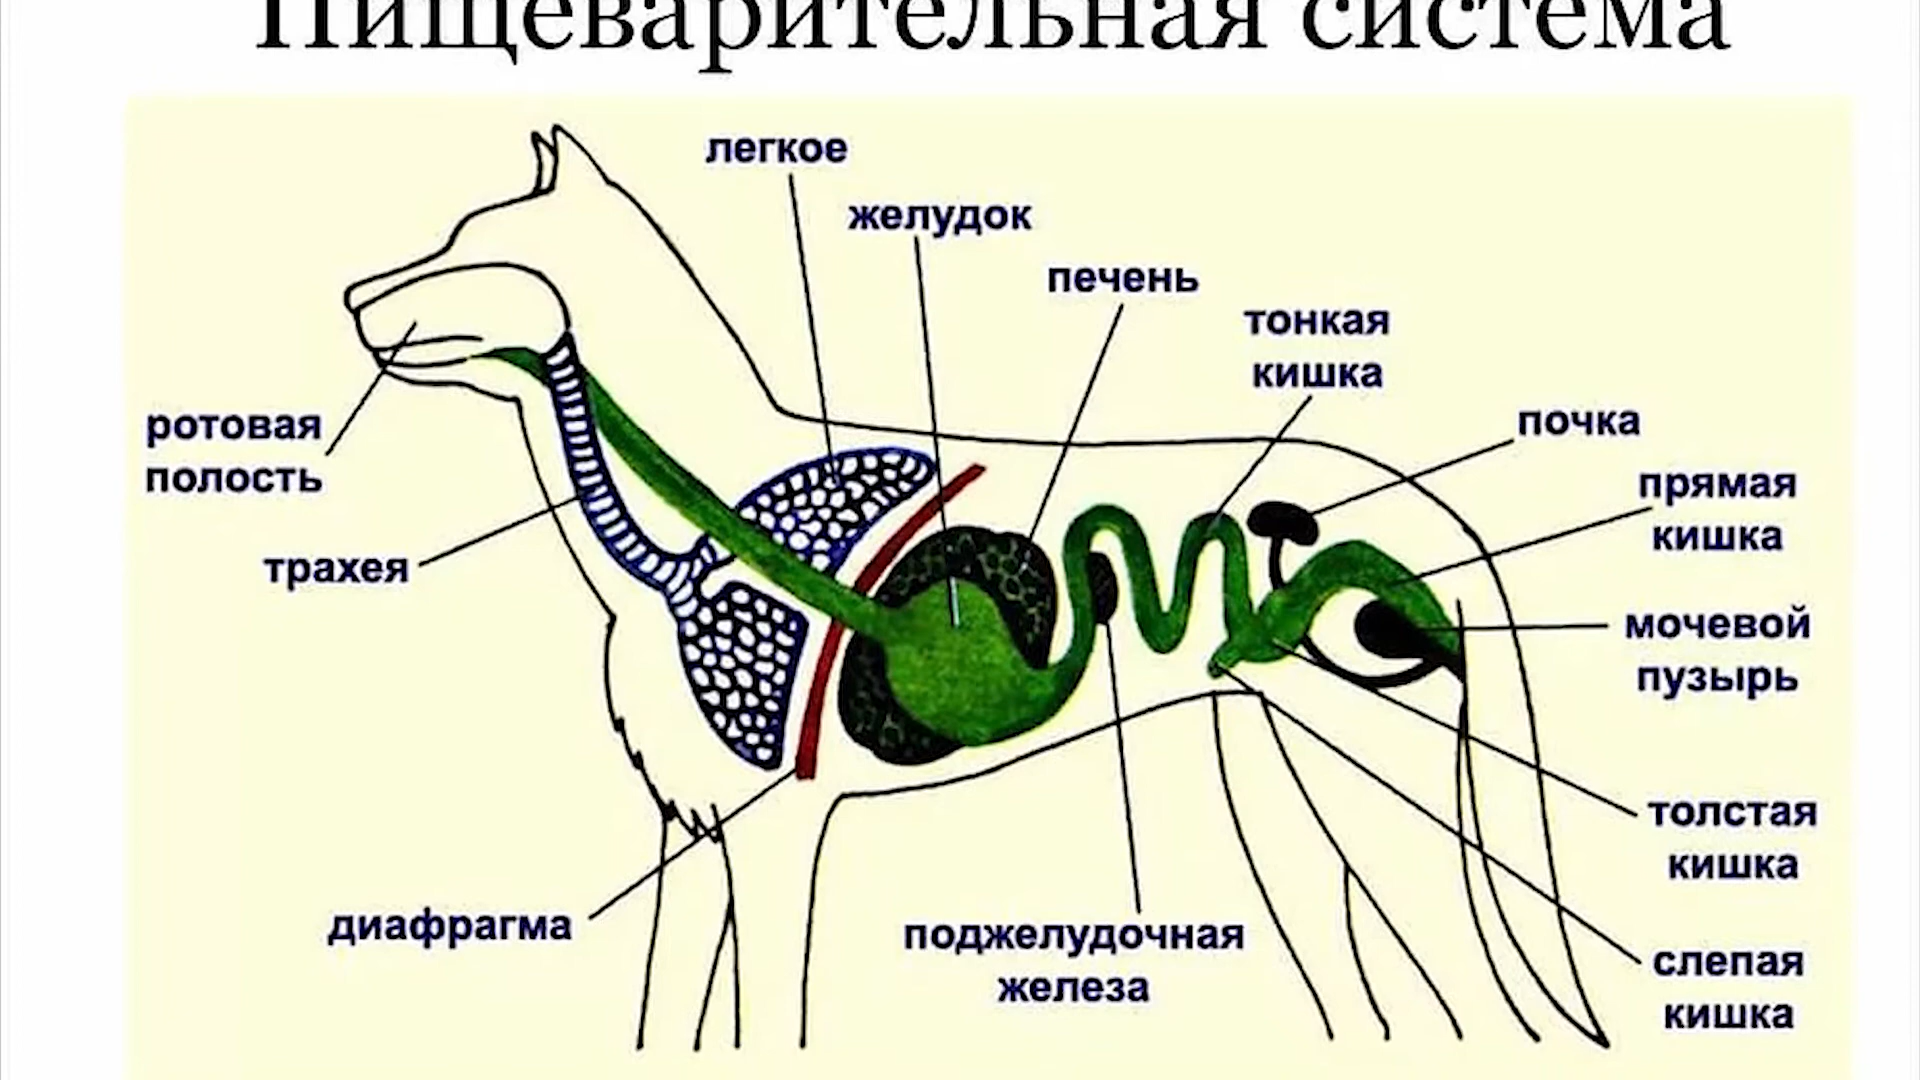 Пищеварительная система
легкое
желудок
печень
тонкая
кишка
почка
прямая
кишка
ротовая
полость
трахея
мочевой
пузырь
толстая
кишка
диафрагма
поджелудочная
железа
слепая
кишка